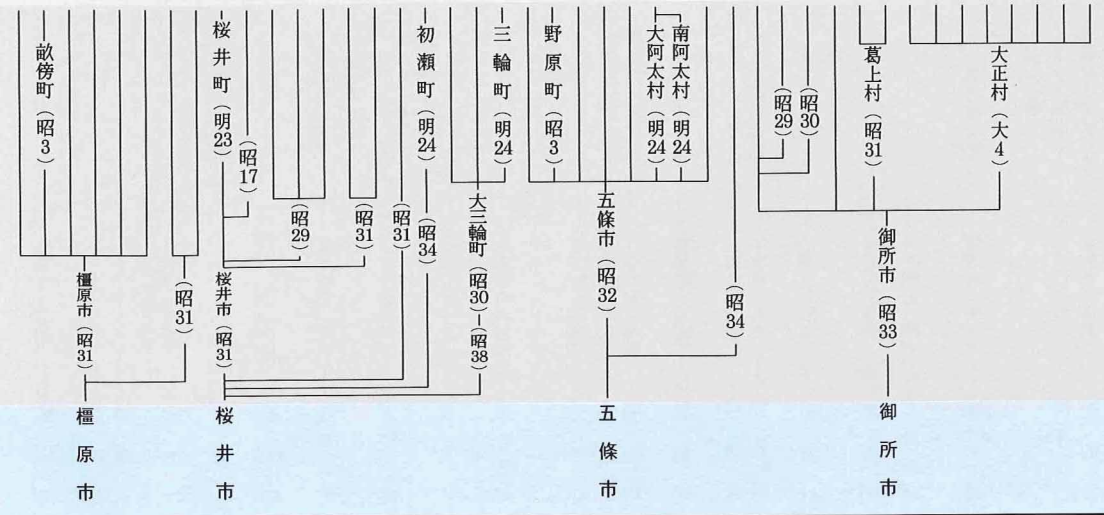 大正村（大4）
葛上村（昭31）
（昭30）
（昭29）
御所市（昭33）
御所市
（昭34）
南阿太村（明24）
大阿太村（明24）
野原町（昭3）
五條市（昭32）
五條市
三輪町（明24）
大三輪町（昭30）－（昭38）
初瀬町（明24）
（昭34）
（昭31）
（昭31）
（昭29）
（昭17）
桜井町（明23）
桜井市（昭31）
桜井市
（昭31）
畝傍町（昭3）
橿原市（昭31）
橿原市